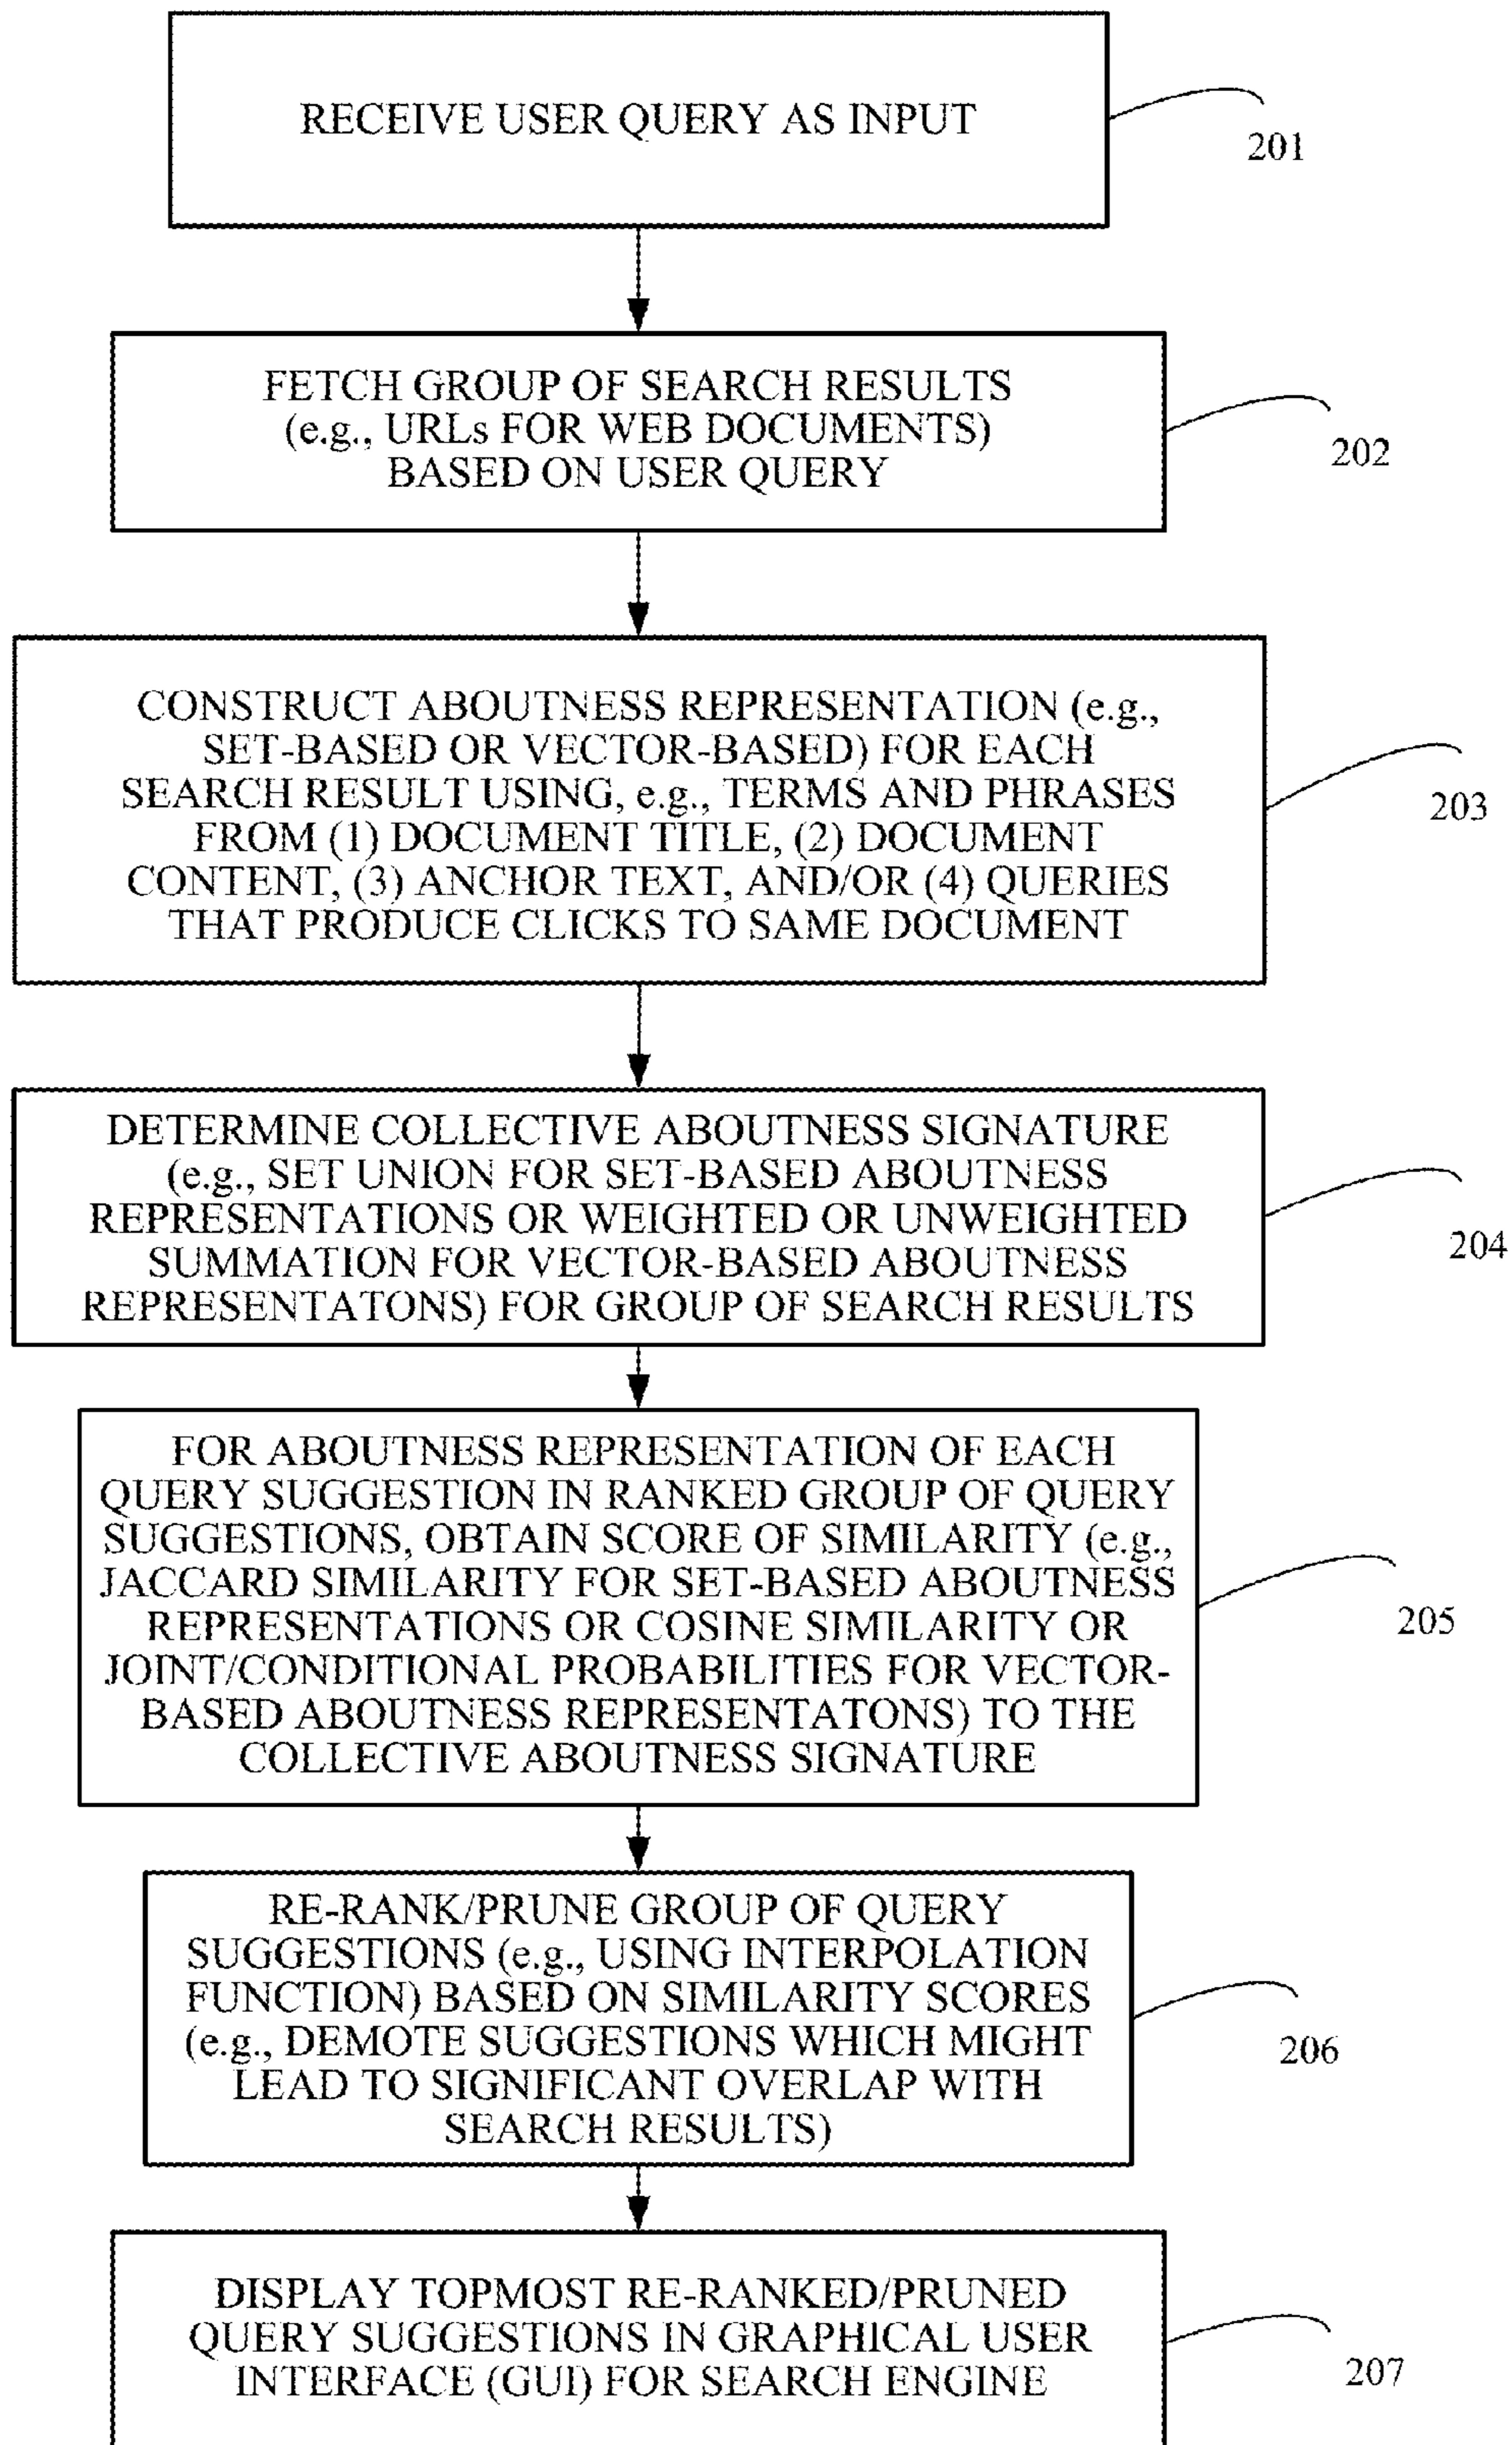 RECEIVE USER QUERY AS INPUT
201
FETCH GROUP OF SEARCH RESULTS
(e.g., URLs FOR WEB DOCUMENTS)
BASED ON USER QUERY
202
CONSTRUCT ABOUTNESS REPRESENTATION (e.g.,
SET-BASED OR VECTOR-BASED) FOR EACH
SEARCH RESULT USING, e.g., TERMS AND PHRASES
FROM (1) DOCUMENT TITLE, (2) DOCUMENT
CONTENT, (3) ANCHOR TEXT, AND/OR (4) QUERIES
THAT PRODUCE CLICKS TO SAME DOCUMENT
203
DETERMINE COLLECTIVE ABOUTNESS SIGNATURE
(e.g., SET UNION FOR SET-BASED ABOUTNESS
REPRESENTATIONS OR WEIGHTED OR UNWEIGHTED
SUMMATION FOR VECTOR-BASED ABOUTNESS
REPRESENTATONS) FOR GROUP OF SEARCH RESULTS
204
FOR ABOUTNESS REPRESENTATION OF EACH
QUERY SUGGESTION IN RANKED GROUP OF QUERY
SUGGESTIONS, OBTAIN SCORE OF SIMILARITY (e.g.,
JACCARD SIMILARITY FOR SET-BASED ABOUTNESS
REPRESENTATIONS OR COSINE SIMILARITY OR
JOINT/CONDITIONAL PROBABILITIES FOR VECTOR-
BASED ABOUTNESS REPRESENTATONS) TO THE
COLLECTIVE ABOUTNESS SIGNATURE
205
RE-RANK/PRUNE GROUP OF QUERY
SUGGESTIONS (e.g., USING INTERPOLATION
FUNCTION) BASED ON SIMILARITY SCORES
(e.g., DEMOTE SUGGESTIONS WHICH MIGHT
LEAD TO SIGNIFICANT OVERLAP WITH
SEARCH RESULTS)
206
DISPLAY TOPMOST RE-RANKED/PRUNED
QUERY SUGGESTIONS IN GRAPHICAL USER
INTERFACE (GUI) FOR SEARCH ENGINE
207